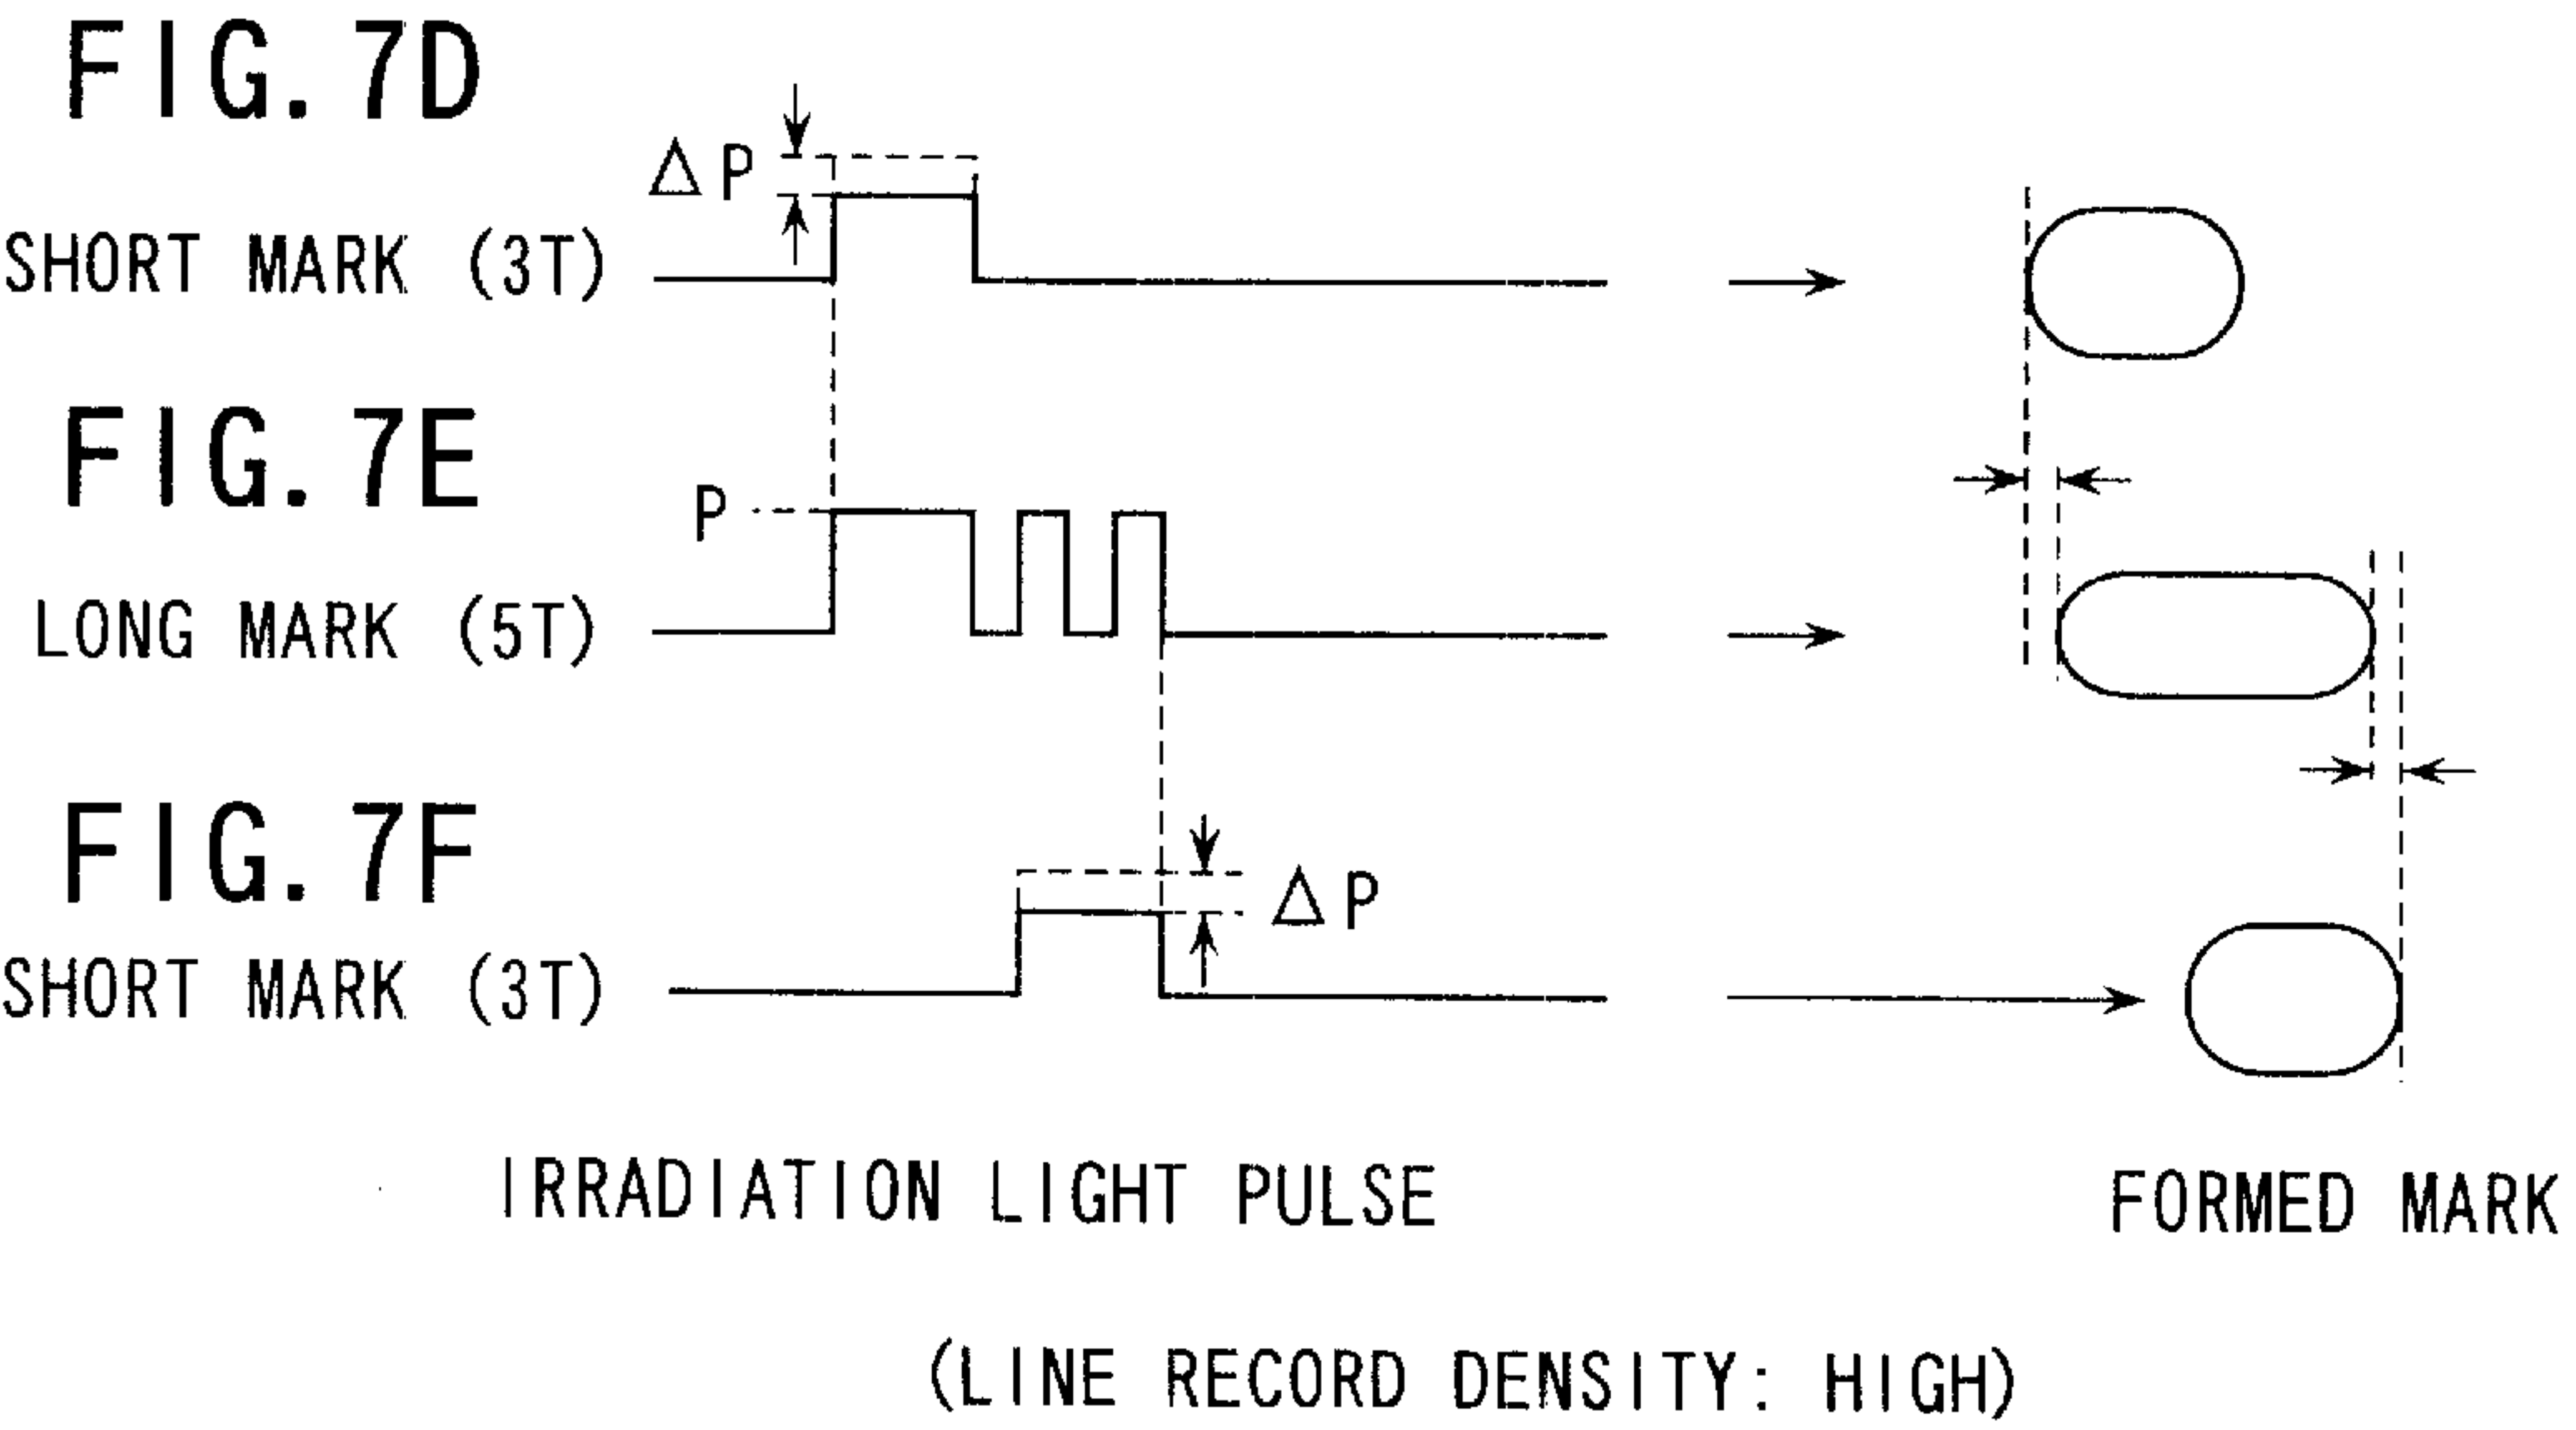 FIG. 7D
ΔP
SHORT MARK (3T)
FIG. 7E
P
LONG MARK (5T)
FIG. 7F
ΔP
SHORT MARK (3T)
IRRADIATION LIGHT PULSE
FORMED MARK
(LINE RECORD DENSITY: HIGH)